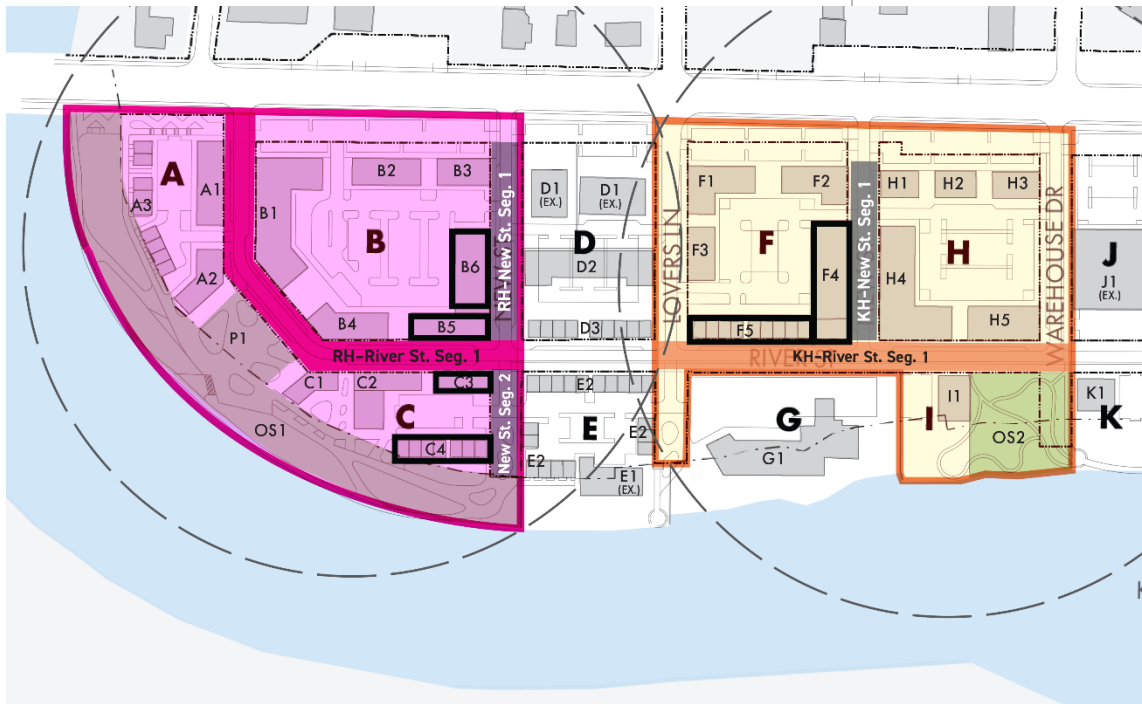 A
A1
A3
A2
B1
B2
B3
B
B6
B4
B5
RH-New St. Seg. 1
D1
(EX.)
D1
(EX.)
D
D2
D3
LOVERS LN
F1
F2
F3
F
F4
F5
KH-New St. Seg. 1
H1
H2
H3
H
H4
H5
WAREHOUSE DR
J
J1
(EX.)
P1
RH-River St. Seg. 1
RIVER ST
KH-River St. Seg. 1
C1
C2
C3
C
C4
OS1
New St. Seg. 2
E2
E
E2
E2
E1
(EX.)
G
G1
I
I1
OS2
K1
K